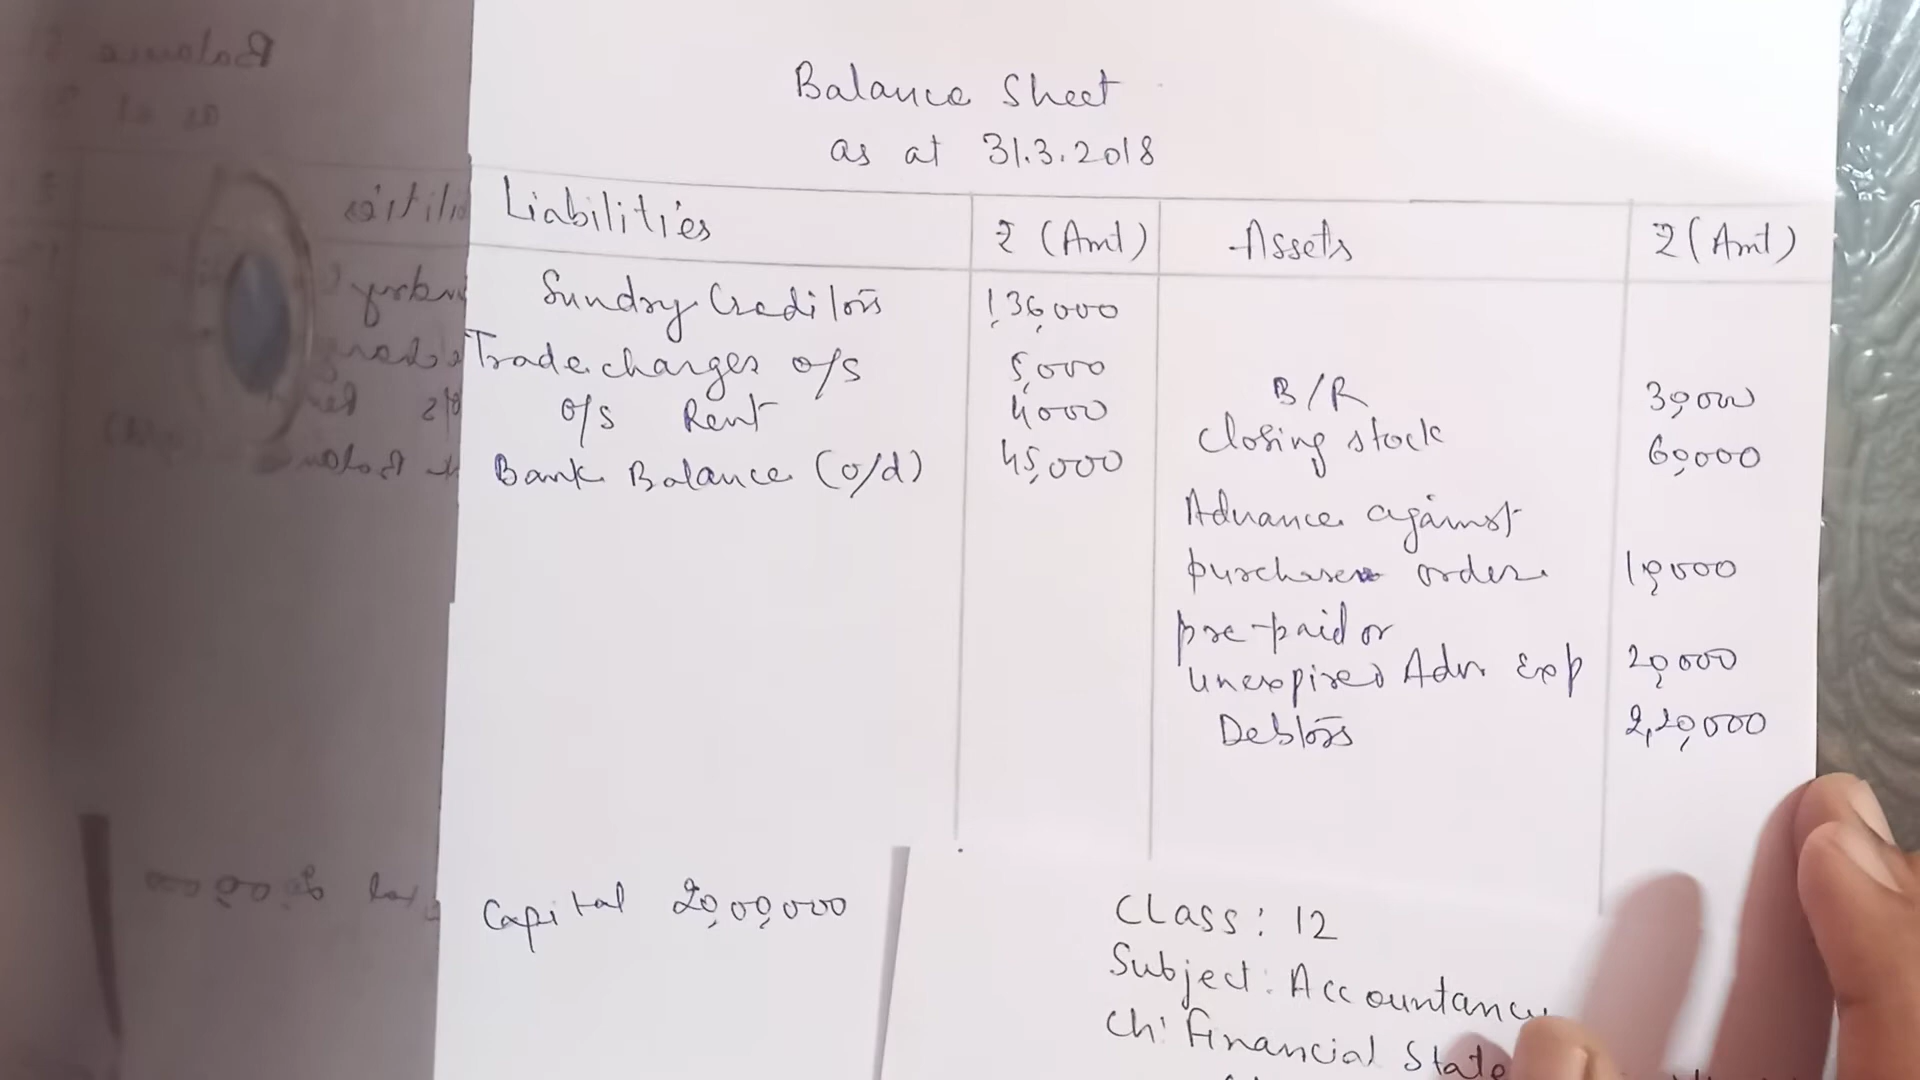 Balance Sheet
as at 31.3.2018
Liabilities ₹ (Amt) Assets ₹ (Amt)
Sundry Creditors 1,36,000
Trade charges o/s 5,000
o/s Rent 4000
B/R 30,000
Bank Balance (o/d) 45,000
Closing stock 60,000
Advance against
purchase order 10,000
pre-paid or
unexpired Adv. Exp 20,000
Debtors 2,20,000
Capital 20,00,000
Class: 12
Subject: Accountancy
Ch: Financial State